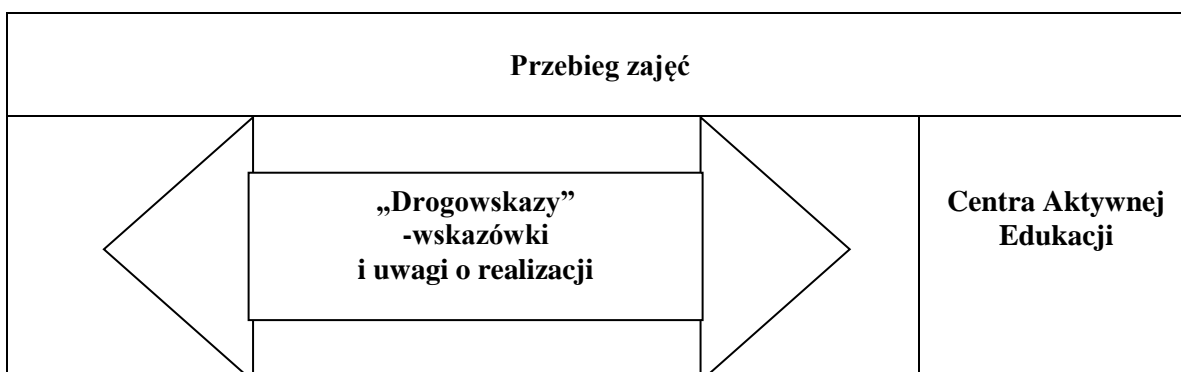 Przebieg zajęć
„Drogowskazy”
-wskazówki
i uwagi o realizacji
Centra Aktywnej
Edukacji